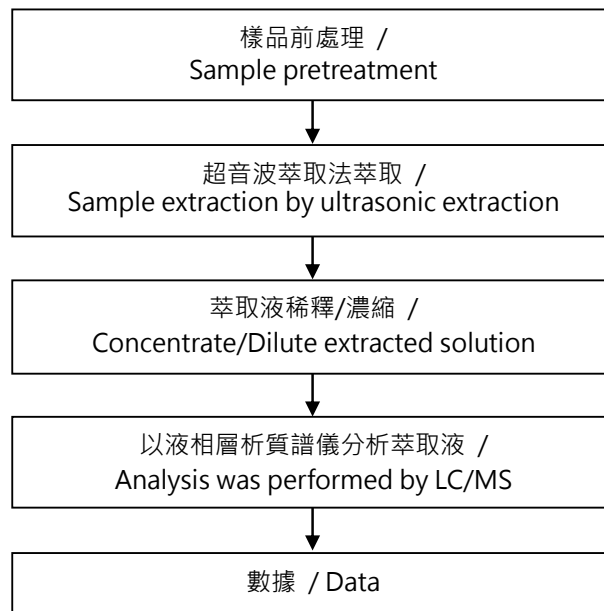 樣品前處理 /
Sample pretreatment
超音波萃取法萃取 /
Sample extraction by ultrasonic extraction
萃取液稀釋/濃縮 /
Concentrate/Dilute extracted solution
以液相層析質譜儀分析萃取液 /
Analysis was performed by LC/MS
數據 / Data